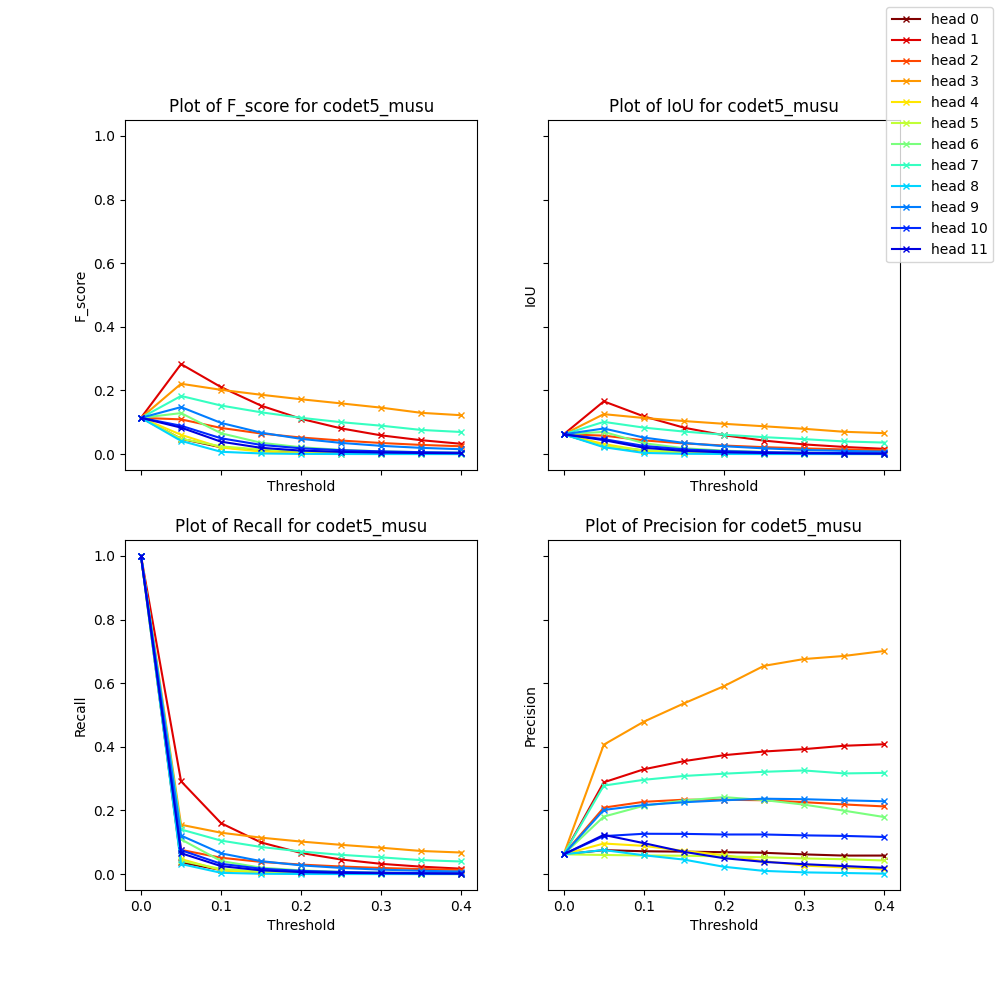 head 0
head 1
head 2
head 3
head 4
head 5
head 6
head 7
head 8
head 9
head 10
head 11
Plot of F_score for codet5_musu
1.0
0.8
0.6
0.4
0.2
0.0
F_score
Threshold
Plot of IoU for codet5_musu
IoU
Threshold
Plot of Recall for codet5_musu
1.0
0.8
0.6
0.4
0.2
0.0
Recall
0.0 0.1 0.2 0.3 0.4
Threshold
Plot of Precision for codet5_musu
Precision
0.0 0.1 0.2 0.3 0.4
Threshold